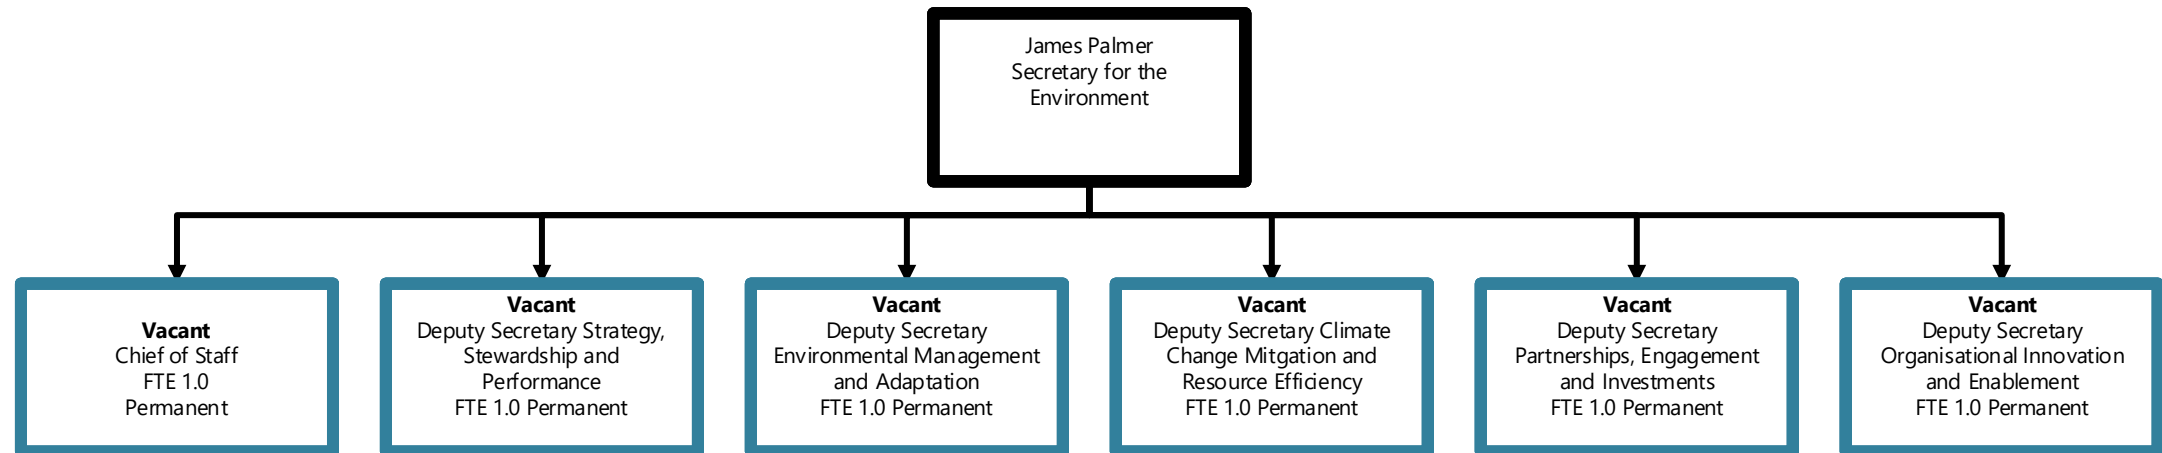 James Palmer
Secretary for the
Environment
Vacant
Chief of Staff
FTE 1.0
Permanent
Vacant
Deputy Secretary Strategy,
Stewardship and
Performance
FTE 1.0 Permanent
Vacant
Deputy Secretary
Environmental Management
and Adaptation
FTE 1.0 Permanent
Vacant
Deputy Secretary Climate
Change Mitgation and
Resource Efficiency
FTE 1.0 Permanent
Vacant
Deputy Secretary
Partnerships, Engagement
and Investments
FTE 1.0 Permanent
Vacant
Deputy Secretary
Organisational Innovation
and Enablement
FTE 1.0 Permanent